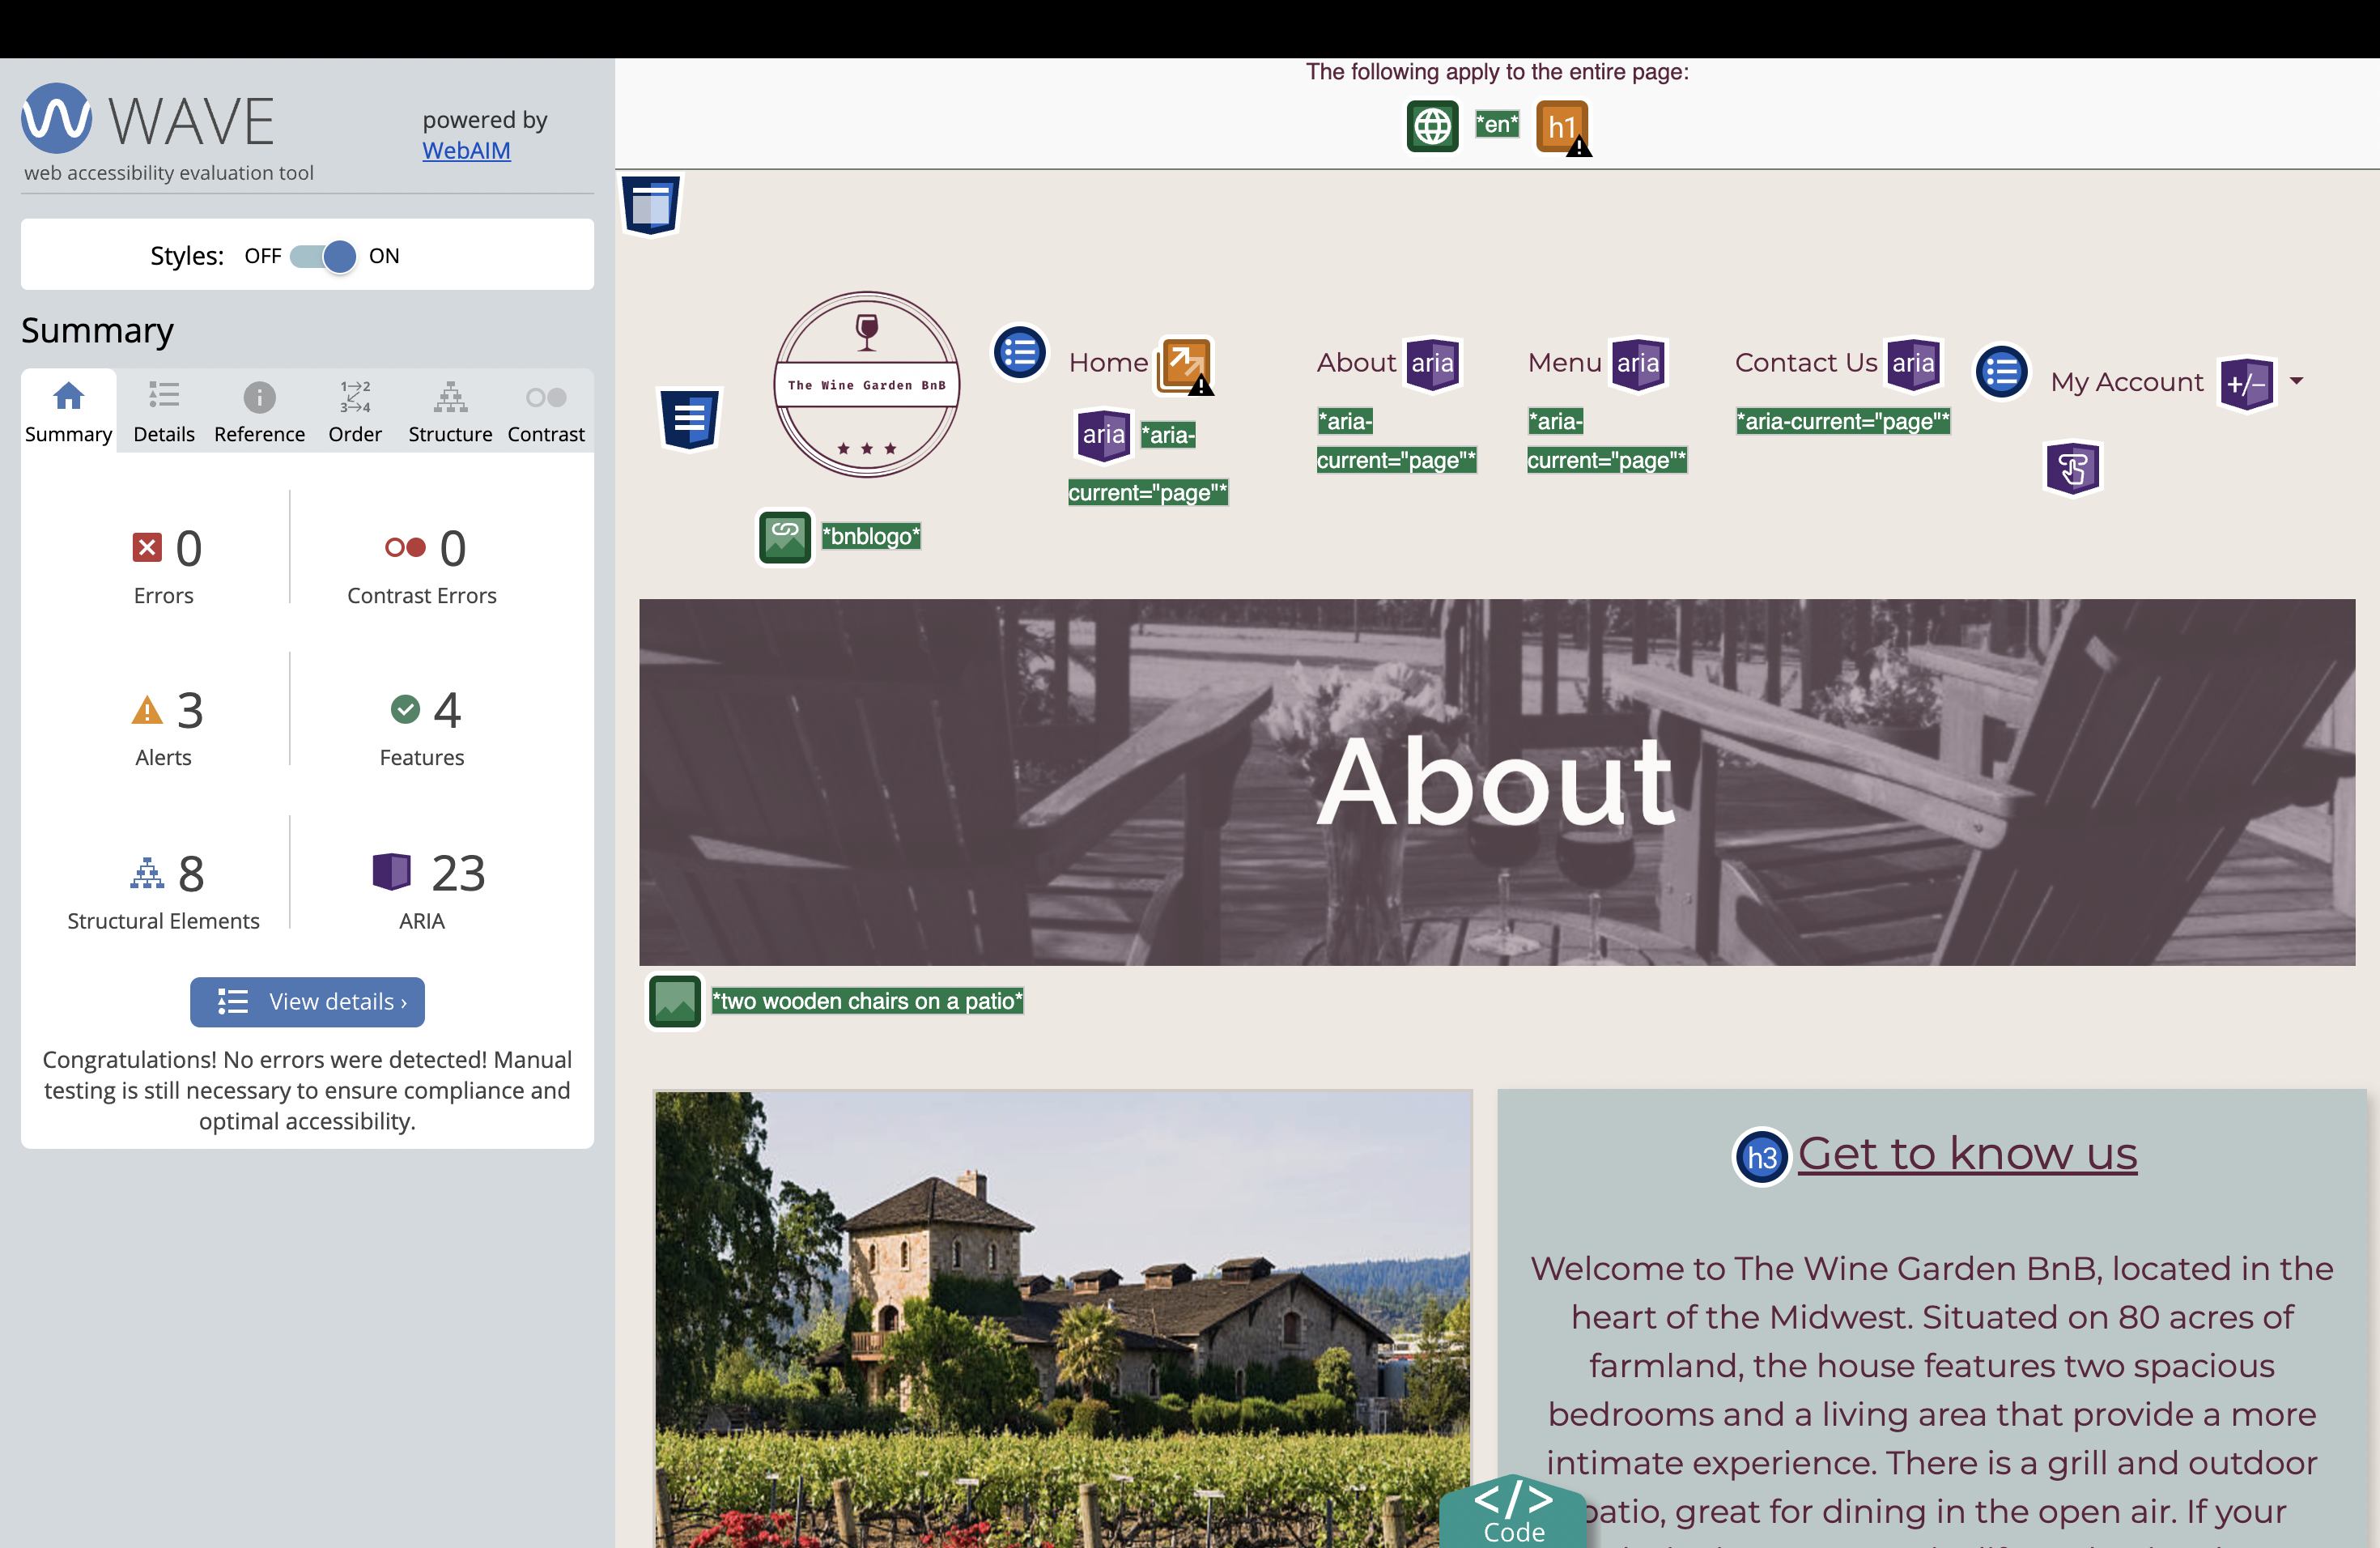 WAVE
powered by
WebAIM
web accessibility evaluation tool
Styles: OFF ON
Summary
Summary Details Reference Order Structure Contrast
0 Errors
0 Contrast Errors
3 Alerts
4 Features
8 Structural Elements
23 ARIA
View details ›
Congratulations! No errors were detected! Manual
testing is still necessary to ensure compliance and
optimal accessibility.
The following apply to the entire page:
*en* h1
The Wine Garden BnB
*bnblogo*
Home
aria *aria-
current="page"*
About aria
*aria-
current="page"*
Menu aria
*aria-
current="page"*
Contact Us aria
*aria-current="page"*
My Account +/−
About
*two wooden chairs on a patio*
h3 Get to know us
Welcome to The Wine Garden BnB, located in the
heart of the Midwest. Situated on 80 acres of
farmland, the house features two spacious
bedrooms and a living area that provide a more
intimate experience. There is a grill and outdoor
patio, great for dining in the open air. If your
</> Code